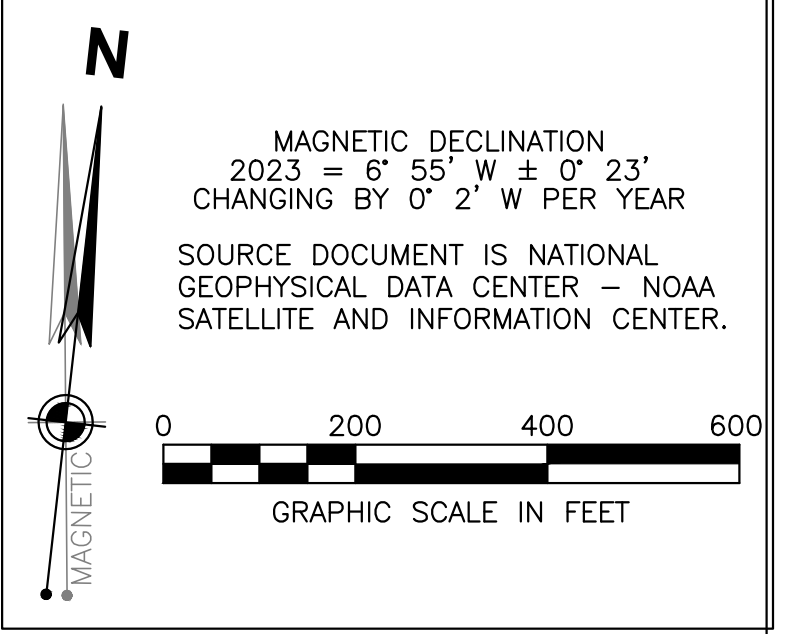 N
MAGNETIC DECLINATION
2023 = 6° 55' W ± 0° 23'
CHANGING BY 0° 2' W PER YEAR
SOURCE DOCUMENT IS NATIONAL
GEOPHYSICAL DATA CENTER – NOAA
SATELLITE AND INFORMATION CENTER.
0 200 400 600
GRAPHIC SCALE IN FEET
MAGNETIC